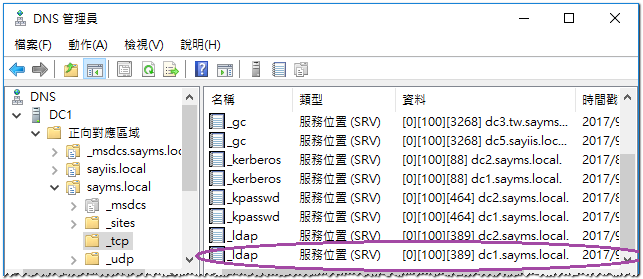 DNS 管理員
檔案(F) 動作(A) 檢視(V) 說明(H)
DNS
DC1
正向對應區域
_msdcs.sayms.loc
sayiis.local
sayms.local
_msdcs
_sites
_tcp
_udp
名稱 類型 資料 時間戳
_gc 服務位置 (SRV) [0][100][3268] dc3.tw.sayms... 2017/9
_gc 服務位置 (SRV) [0][100][3268] dc5.sayiis.loc... 2017/9
_kerberos 服務位置 (SRV) [0][100][88] dc2.sayms.local. 2017/8
_kerberos 服務位置 (SRV) [0][100][88] dc1.sayms.local. 2017/9
_kpasswd 服務位置 (SRV) [0][100][464] dc2.sayms.local. 2017/8
_kpasswd 服務位置 (SRV) [0][100][464] dc1.sayms.local. 2017/9
_ldap 服務位置 (SRV) [0][100][389] dc2.sayms.local. 2017/8
_ldap 服務位置 (SRV) [0][100][389] dc1.sayms.local. 2017/9